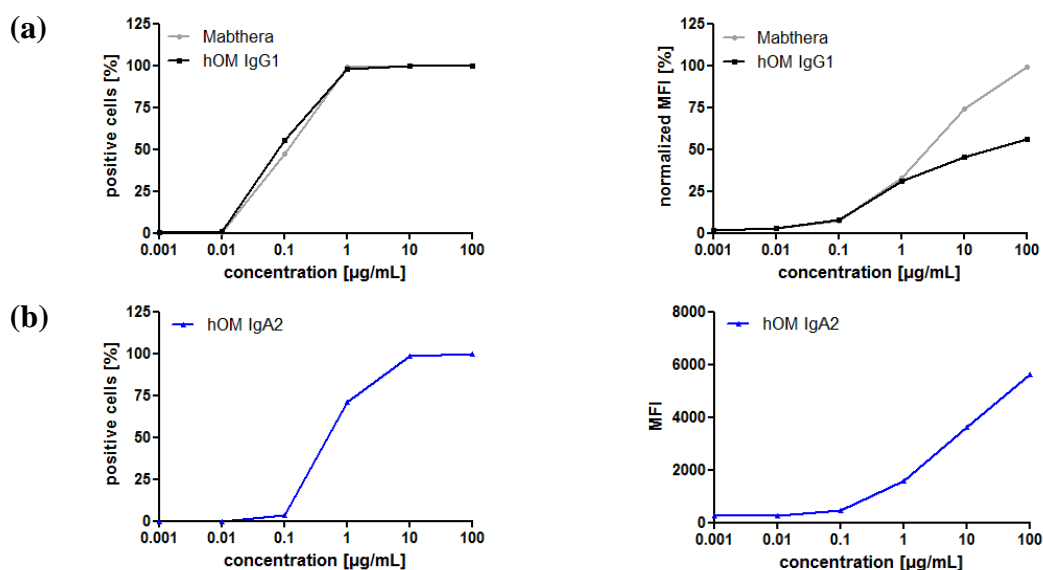 (a)
Mabthera
hOM IgG1
positive cells [%]
125
100
75
50
25
0
0.001 0.01 0.1 1 10 100
concentration [µg/mL]
Mabthera
hOM IgG1
normalized MFI [%]
125
100
75
50
25
0
0.001 0.01 0.1 1 10 100
concentration [µg/mL]
(b)
hOM IgA2
positive cells [%]
125
100
75
50
25
0
0.001 0.01 0.1 1 10 100
concentration [µg/mL]
hOM IgA2
MFI
8000
6000
4000
2000
0
0.001 0.01 0.1 1 10 100
concentration [µg/mL]